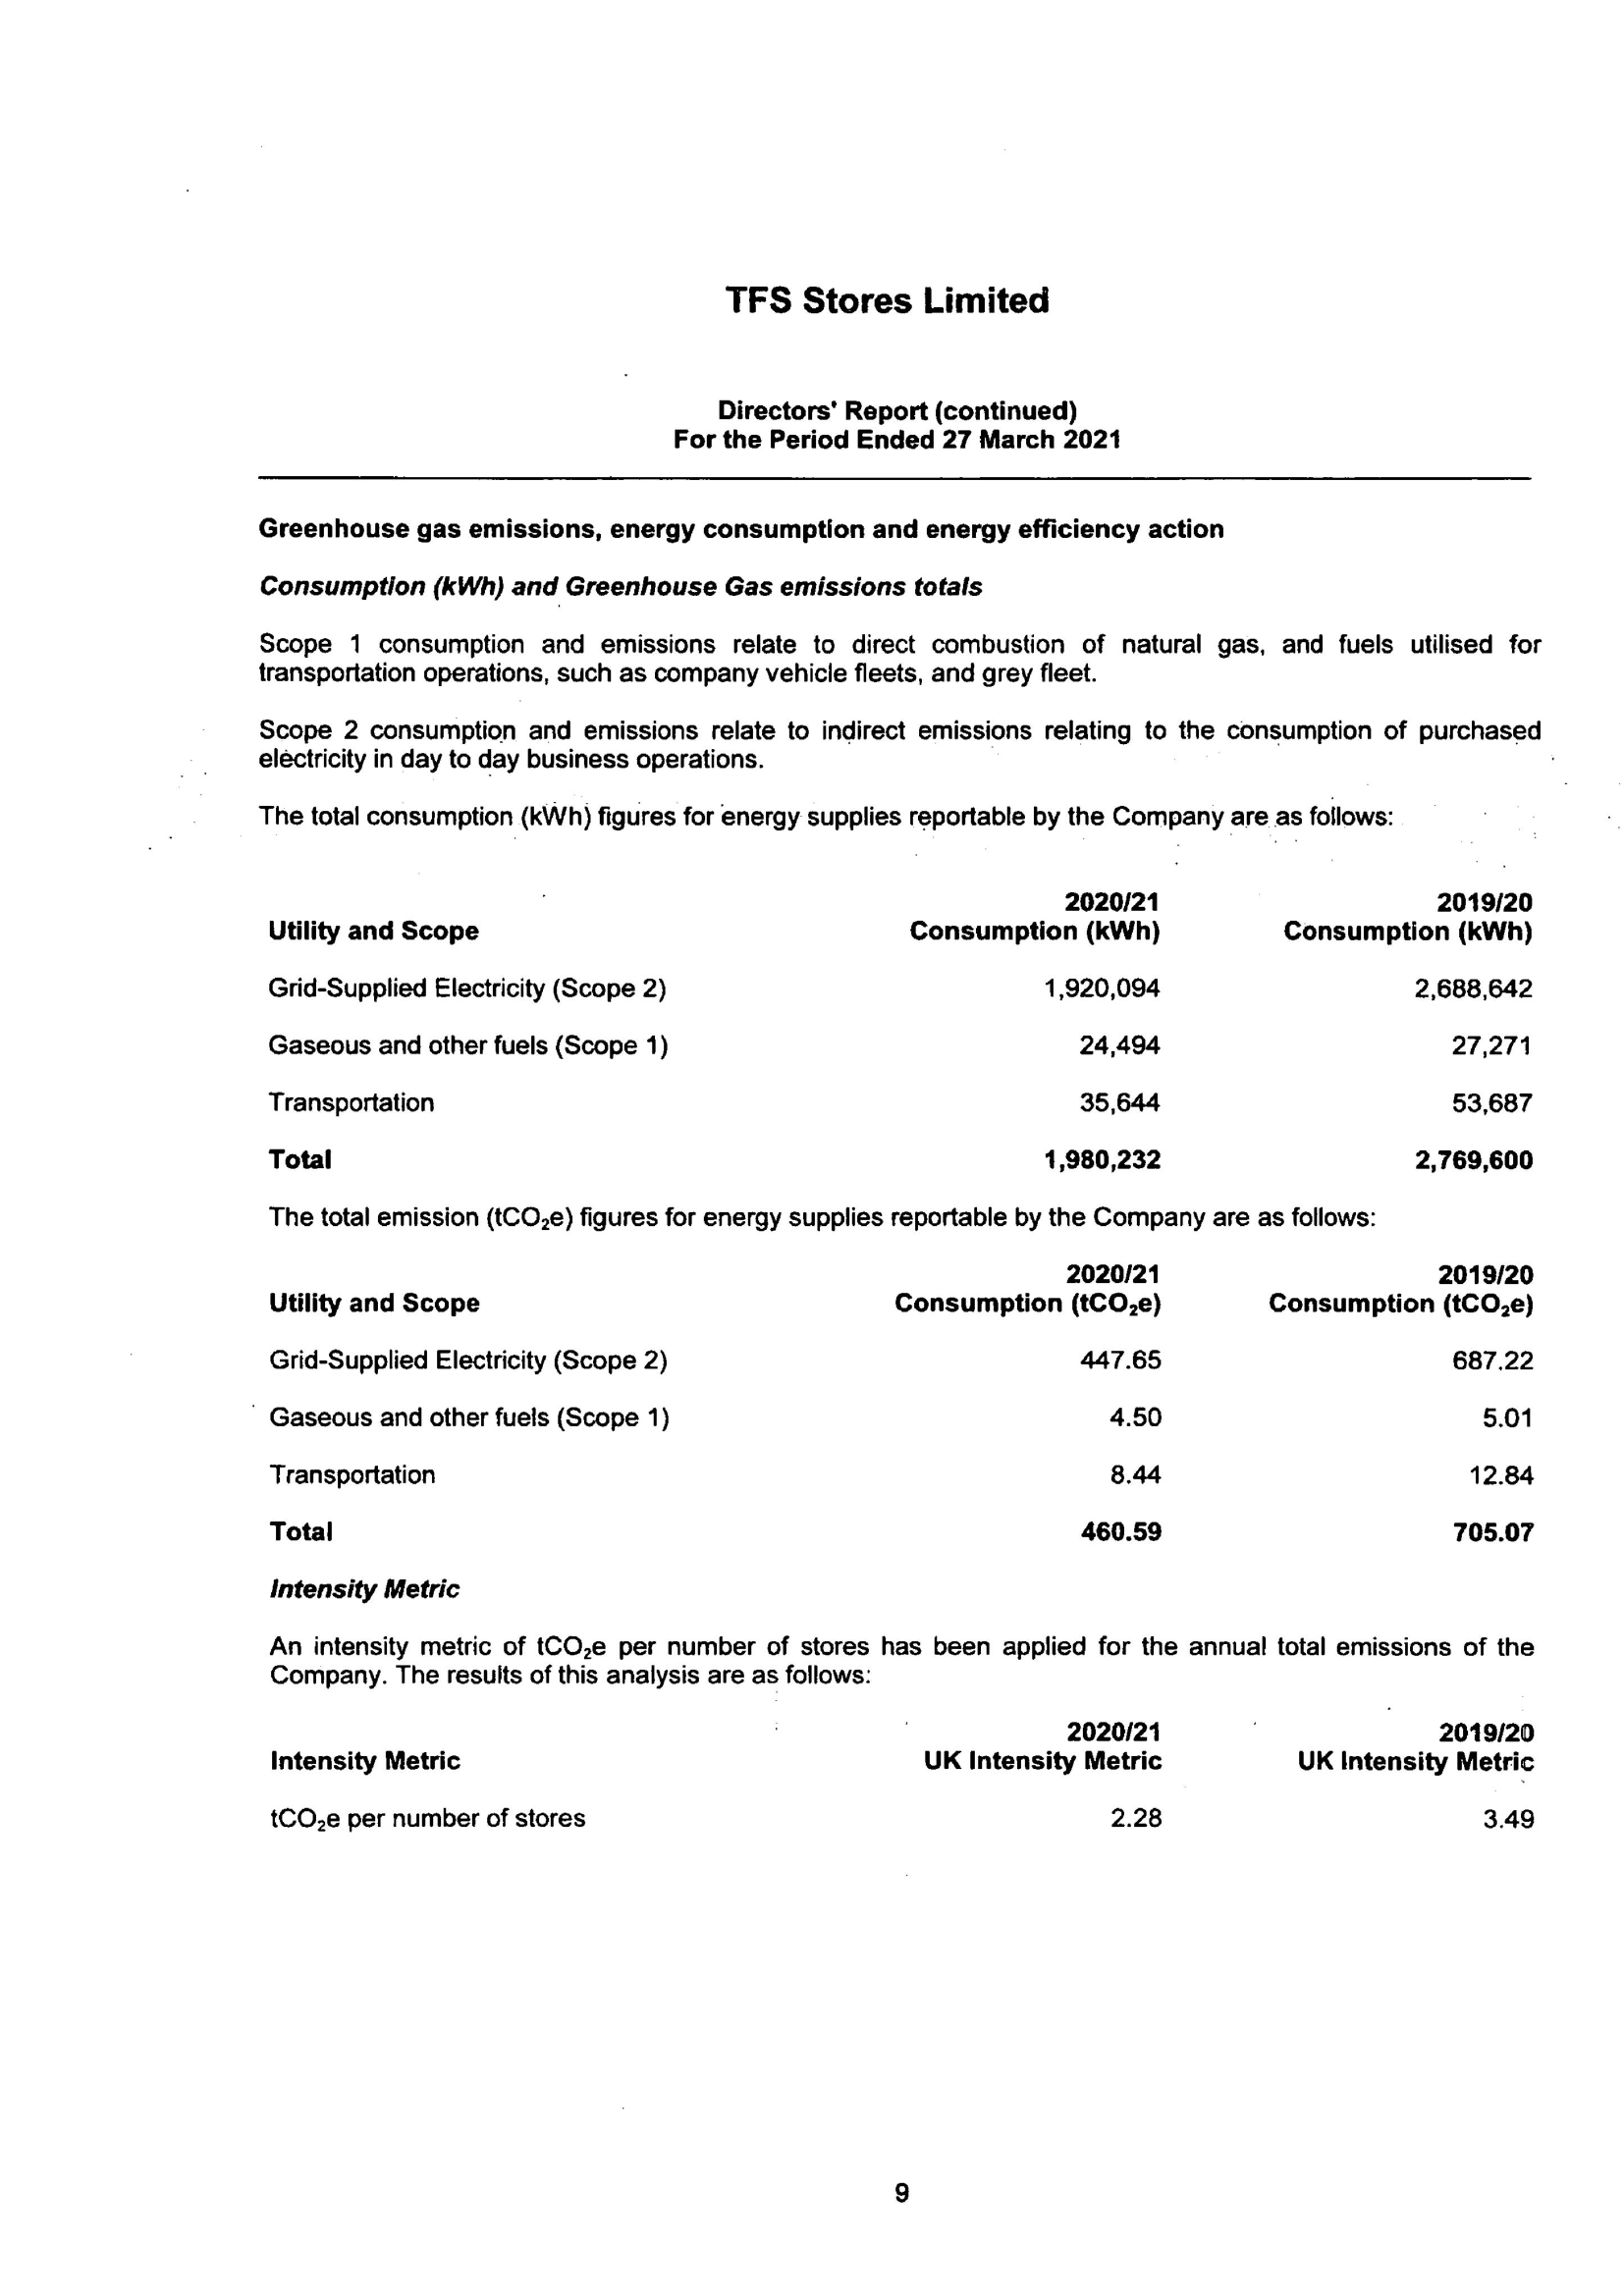 TFS Stores Limited
Directors' Report (continued)
For the Period Ended 27 March 2021
Greenhouse gas emissions, energy consumption and energy efficiency action
Consumption (kWh) and Greenhouse Gas emissions totals
Scope 1 consumption and emissions relate to direct combustion of natural gas, and fuels utilised for
transportation operations, such as company vehicle fleets, and grey fleet.
Scope 2 consumption and emissions relate to indirect emissions relating to the consumption of purchased
electricity in day to day business operations.
The total consumption (kWh) figures for energy supplies reportable by the Company are as follows:
2020/21 2019/20
Utility and Scope Consumption (kWh) Consumption (kWh)
Grid-Supplied Electricity (Scope 2) 1,920,094 2,688,642
Gaseous and other fuels (Scope 1) 24,494 27,271
Transportation 35,644 53,687
Total 1,980,232 2,769,600
The total emission (tCO₂e) figures for energy supplies reportable by the Company are as follows:
2020/21 2019/20
Utility and Scope Consumption (tCO₂e) Consumption (tCO₂e)
Grid-Supplied Electricity (Scope 2) 447.65 687.22
Gaseous and other fuels (Scope 1) 4.50 5.01
Transportation 8.44 12.84
Total 460.59 705.07
Intensity Metric
An intensity metric of tCO₂e per number of stores has been applied for the annual total emissions of the
Company. The results of this analysis are as follows:
2020/21 2019/20
Intensity Metric UK Intensity Metric UK Intensity Metric
tCO₂e per number of stores 2.28 3.49
9